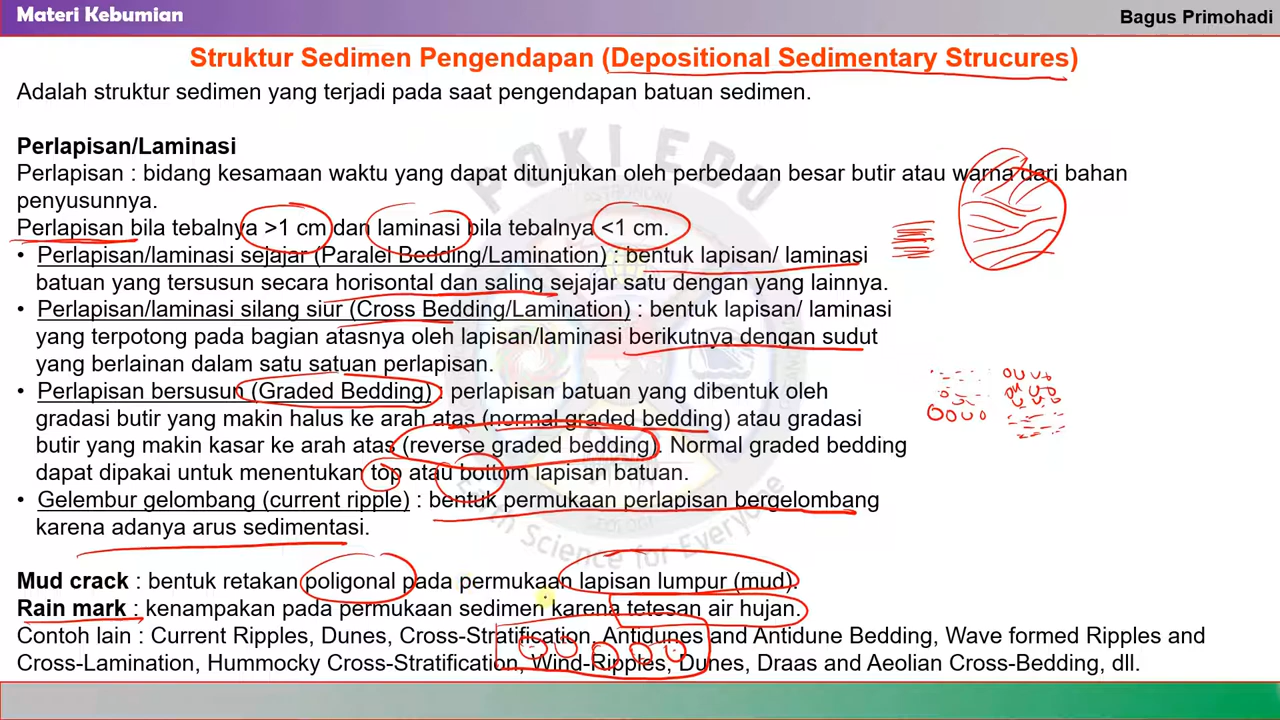 Materi Kebumian
Bagus Primohadi
Struktur Sedimen Pengendapan (Depositional Sedimentary Strucures)
Adalah struktur sedimen yang terjadi pada saat pengendapan batuan sedimen.
Perlapisan/Laminasi
Perlapisan : bidang kesamaan waktu yang dapat ditunjukan oleh perbedaan besar butir atau warna dari bahan
penyusunnya.
Perlapisan bila tebalnya >1 cm dan laminasi bila tebalnya <1 cm.
• Perlapisan/laminasi sejajar (Paralel Bedding/Lamination) : bentuk lapisan/ laminasi
batuan yang tersusun secara horisontal dan saling sejajar satu dengan yang lainnya.
• Perlapisan/laminasi silang siur (Cross Bedding/Lamination) : bentuk lapisan/ laminasi
yang terpotong pada bagian atasnya oleh lapisan/laminasi berikutnya dengan sudut
yang berlainan dalam satu satuan perlapisan.
• Perlapisan bersusun (Graded Bedding) : perlapisan batuan yang dibentuk oleh
gradasi butir yang makin halus ke arah atas (normal graded bedding) atau gradasi
butir yang makin kasar ke arah atas (reverse graded bedding). Normal graded bedding
dapat dipakai untuk menentukan top atau bottom lapisan batuan.
• Gelembur gelombang (current ripple) : bentuk permukaan perlapisan bergelombang
karena adanya arus sedimentasi.
Mud crack : bentuk retakan poligonal pada permukaan lapisan lumpur (mud).
Rain mark : kenampakan pada permukaan sedimen karena tetesan air hujan.
Contoh lain : Current Ripples, Dunes, Cross-Stratification, Antidunes and Antidune Bedding, Wave formed Ripples and
Cross-Lamination, Hummocky Cross-Stratification, Wind-Ripples, Dunes, Draas and Aeolian Cross-Bedding, dll.
POKI EDU
Earth Science for Everyone